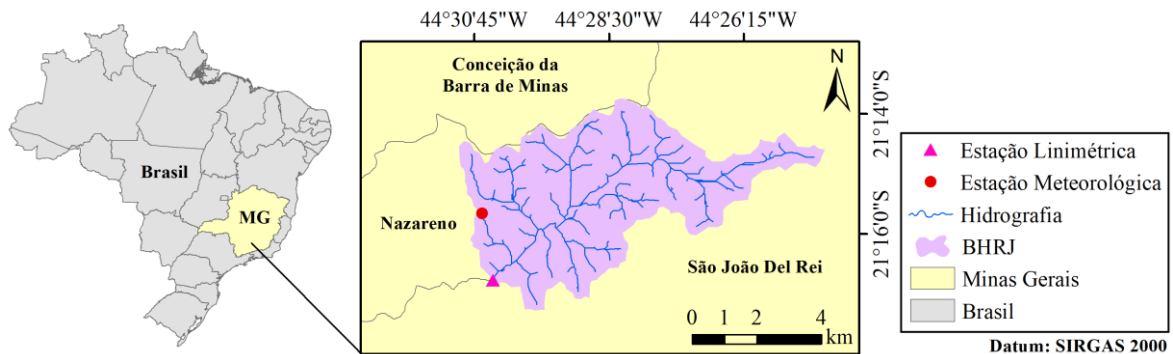 44°30'45"W 44°28'30"W 44°26'15"W
Conceição da
Barra de Minas
N
21°14'0"S
Brasil
MG
Nazareno
21°16'0"S
São João Del Rei
0 1 2 4
km
Estação Linimétrica
Estação Meteorológica
Hidrografia
BHRJ
Minas Gerais
Brasil
Datum: SIRGAS 2000